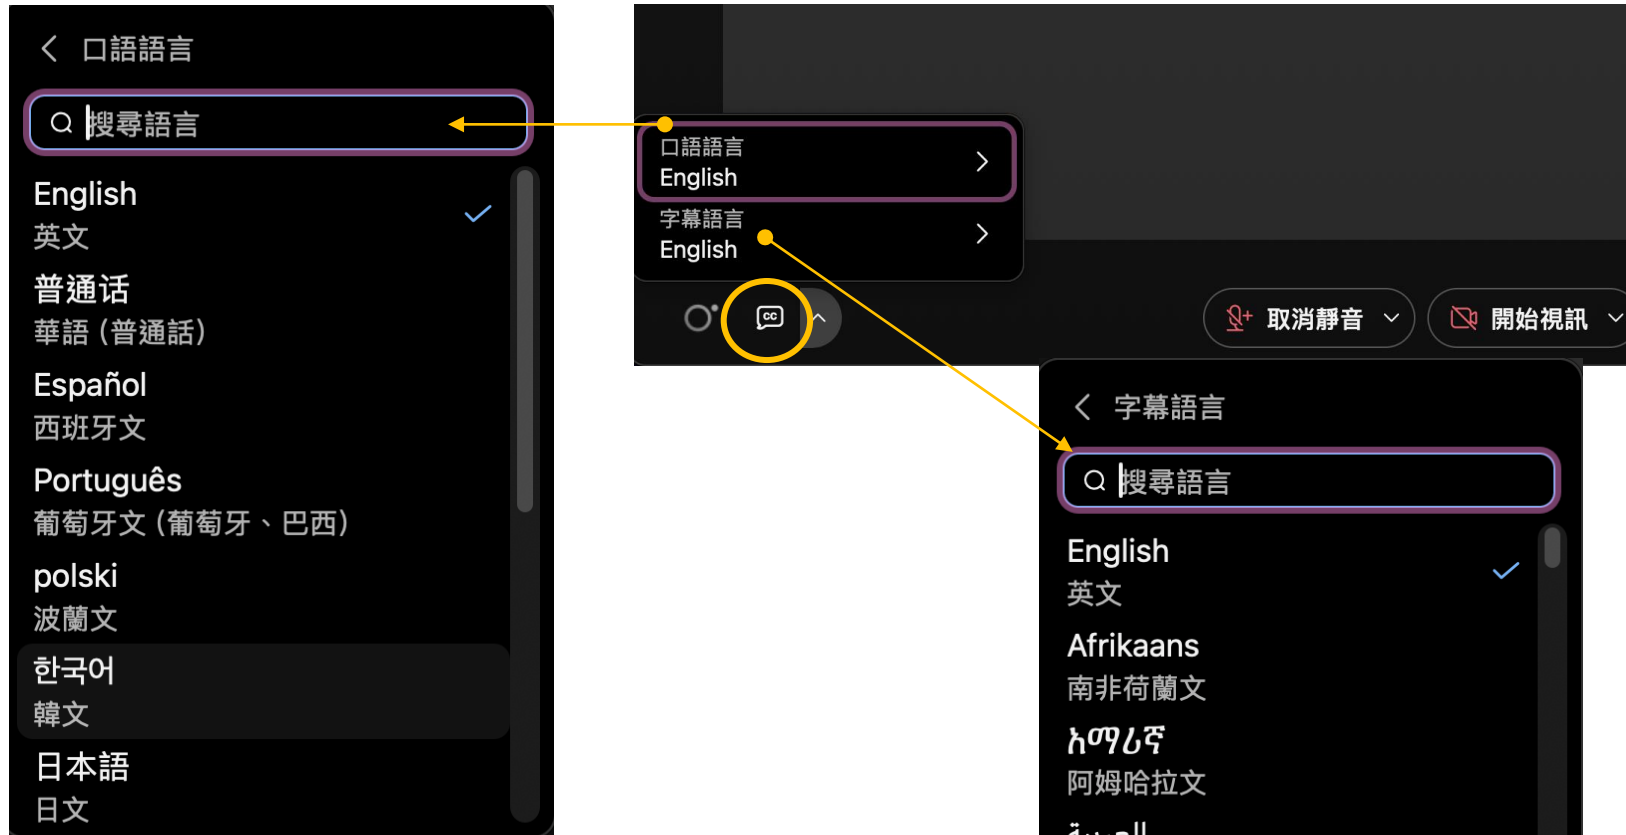 口語語言
搜尋語言
English
英文
普通话
華語 (普通話)
Español
西班牙文
Português
葡萄牙文 (葡萄牙、巴西)
polski
波蘭文
한국어
韓文
日本語
日文
口語語言
English
字幕語言
English
CC
取消靜音
開始視訊
字幕語言
搜尋語言
English
英文
Afrikaans
南非荷蘭文
አማሪኛ
阿姆哈拉文